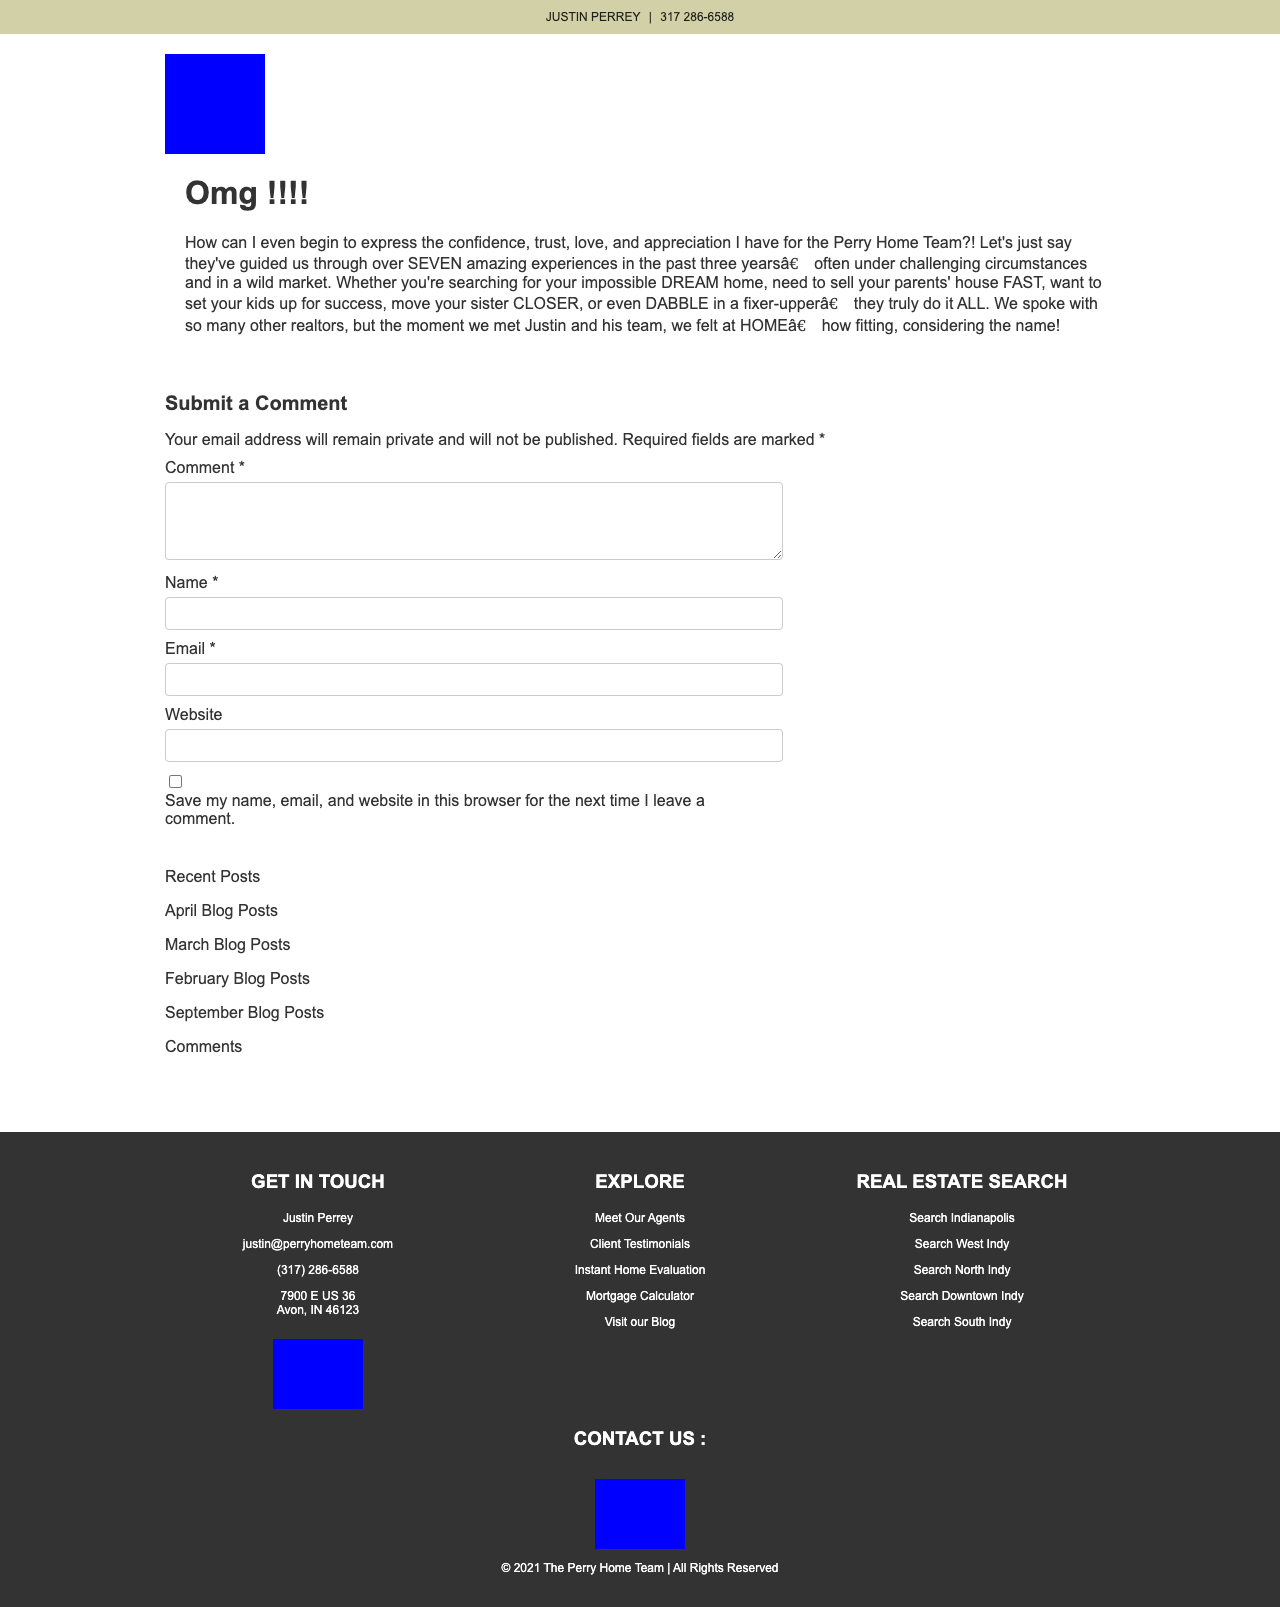 JUSTIN PERREY | 317 286-6588
Omg !!!!
How can I even begin to express the confidence, trust, love, and appreciation I have for the Perry Home Team?! Let's just say
they've guided us through over SEVEN amazing experiences in the past three yearsâ€ often under challenging circumstances
and in a wild market. Whether you're searching for your impossible DREAM home, need to sell your parents' house FAST, want to
set your kids up for success, move your sister CLOSER, or even DABBLE in a fixer-upperâ€ they truly do it ALL. We spoke with
so many other realtors, but the moment we met Justin and his team, we felt at HOMEâ€ how fitting, considering the name!
Submit a Comment
Your email address will remain private and will not be published. Required fields are marked *
Comment *
Name *
Email *
Website
Save my name, email, and website in this browser for the next time I leave a
comment.
Recent Posts
April Blog Posts
March Blog Posts
February Blog Posts
September Blog Posts
Comments
GET IN TOUCH
Justin Perrey
justin@perryhometeam.com
(317) 286-6588
7900 E US 36
Avon, IN 46123
EXPLORE
Meet Our Agents
Client Testimonials
Instant Home Evaluation
Mortgage Calculator
Visit our Blog
REAL ESTATE SEARCH
Search Indianapolis
Search West Indy
Search North Indy
Search Downtown Indy
Search South Indy
CONTACT US :
© 2021 The Perry Home Team | All Rights Reserved